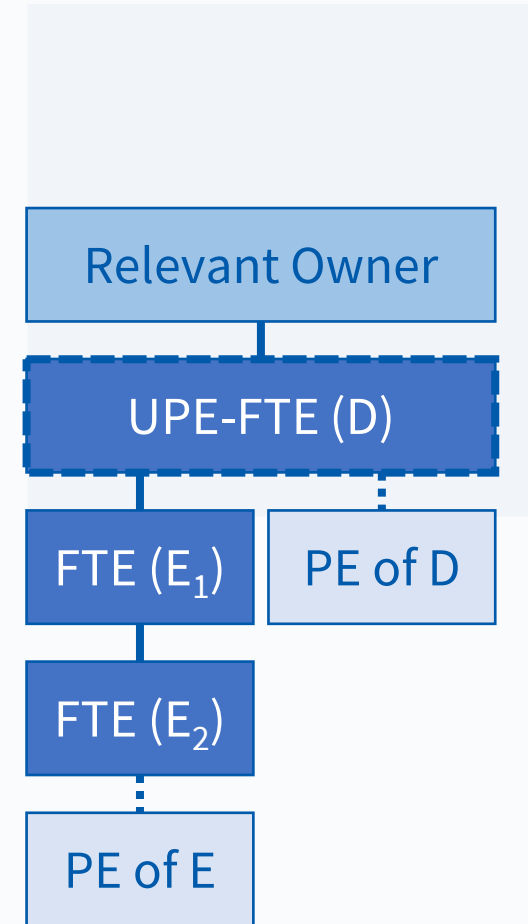 Relevant Owner
UPE-FTE (D)
FTE (E₁)
PE of D
FTE (E₂)
PE of E